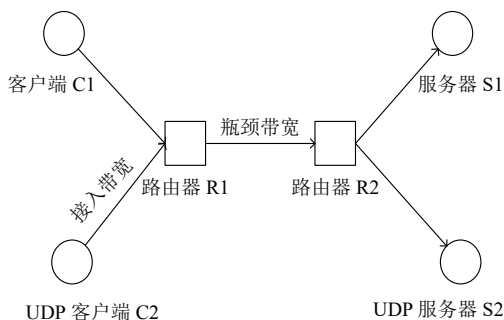 客户端 C1
服务器 S1
瓶颈带宽
路由器 R1
路由器 R2
接入带宽
UDP 客户端 C2
UDP 服务器 S2